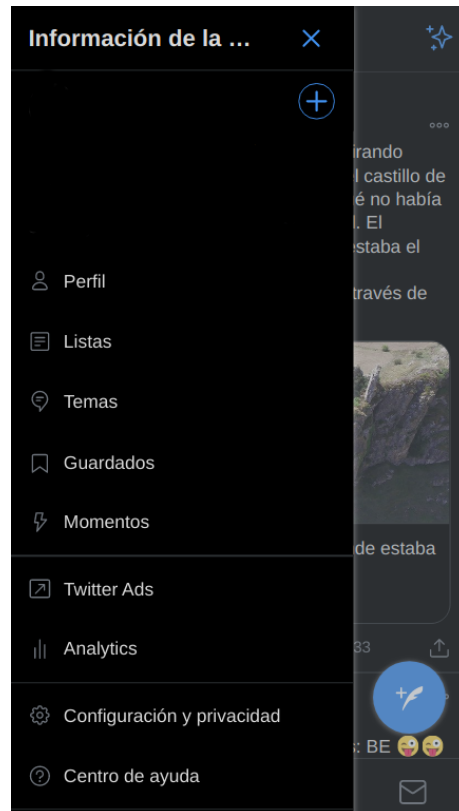 Información de la ...
irando
l castillo de
é no había
. El
staba el
través de
Perfil
Listas
Temas
Guardados
Momentos
de estaba
Twitter Ads
Analytics
33
Configuración y privacidad
: BE 😜😜
Centro de ayuda